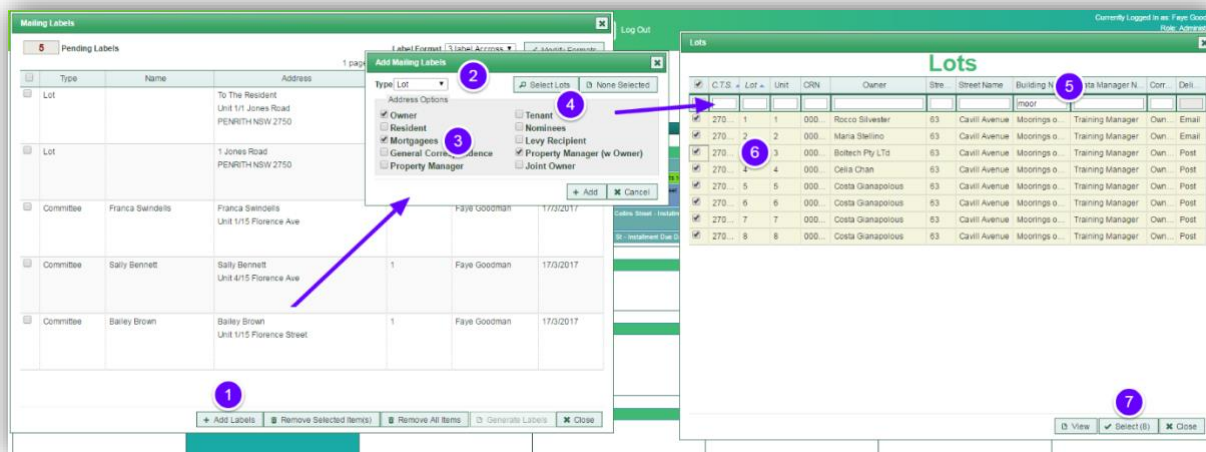 Currently Logged In as: Faye Good
Log Out
Role: Administ
Mailing Labels
5 Pending Labels
Label Format 3 label Accross
Modify Formats
1 page
Type Name Address
Lot To The Resident
Unit 1/1 Jones Road
PENRITH NSW 2750
Lot 1 Jones Road
PENRITH NSW 2750
Committee Franca Swindells Franca Swindells Faye Goodman 17/3/2017
Unit 1/15 Florence Ave
Committee Sally Bennett Sally Bennett 1 Faye Goodman 17/3/2017
Unit 4/15 Florence Ave
Committee Bailey Brown Bailey Brown 1 Faye Goodman 17/3/2017
Unit 1/15 Florence Street
1
+ Add Labels Remove Selected Item(s) Remove All Items Generate Labels Close
Add Mailing Labels
Type Lot 2 Select Lots None Selected
Address Options 4
Owner Tenant
Resident Nominees
Mortgagees 3 Levy Recipient
General Correspondence Property Manager (w Owner)
Property Manager Joint Owner
+ Add Cancel
Collins Street - Instalm
St - Instalment Due D
Lots
Lots
C.T.S. Lot Unit CRN Owner Stre... Street Name Building N... 5 ata Manager N... Corr... Deli...
moor
270... 1 1 000... Rocco Silvester 63 Cavill Avenue Moorings o... Training Manager Own... Email
270... 2 2 000... Maria Stellino 63 Cavill Avenue Moorings o... Training Manager Own... Email
270... 6 3 000... Boltech Pty LTd 63 Cavill Avenue Moorings o... Training Manager Own... Post
270... 4 4 000... Celia Chan 63 Cavill Avenue Moorings o... Training Manager Own... Post
270... 5 5 000... Costa Gianapolous 63 Cavill Avenue Moorings o... Training Manager Own... Post
270... 6 6 000... Costa Gianapolous 63 Cavill Avenue Moorings o... Training Manager Own... Post
270... 7 7 000... Costa Gianapolous 63 Cavill Avenue Moorings o... Training Manager Own... Post
270... 8 8 000... Costa Gianapolous 63 Cavill Avenue Moorings o... Training Manager Own... Post
7
View Select (8) Close